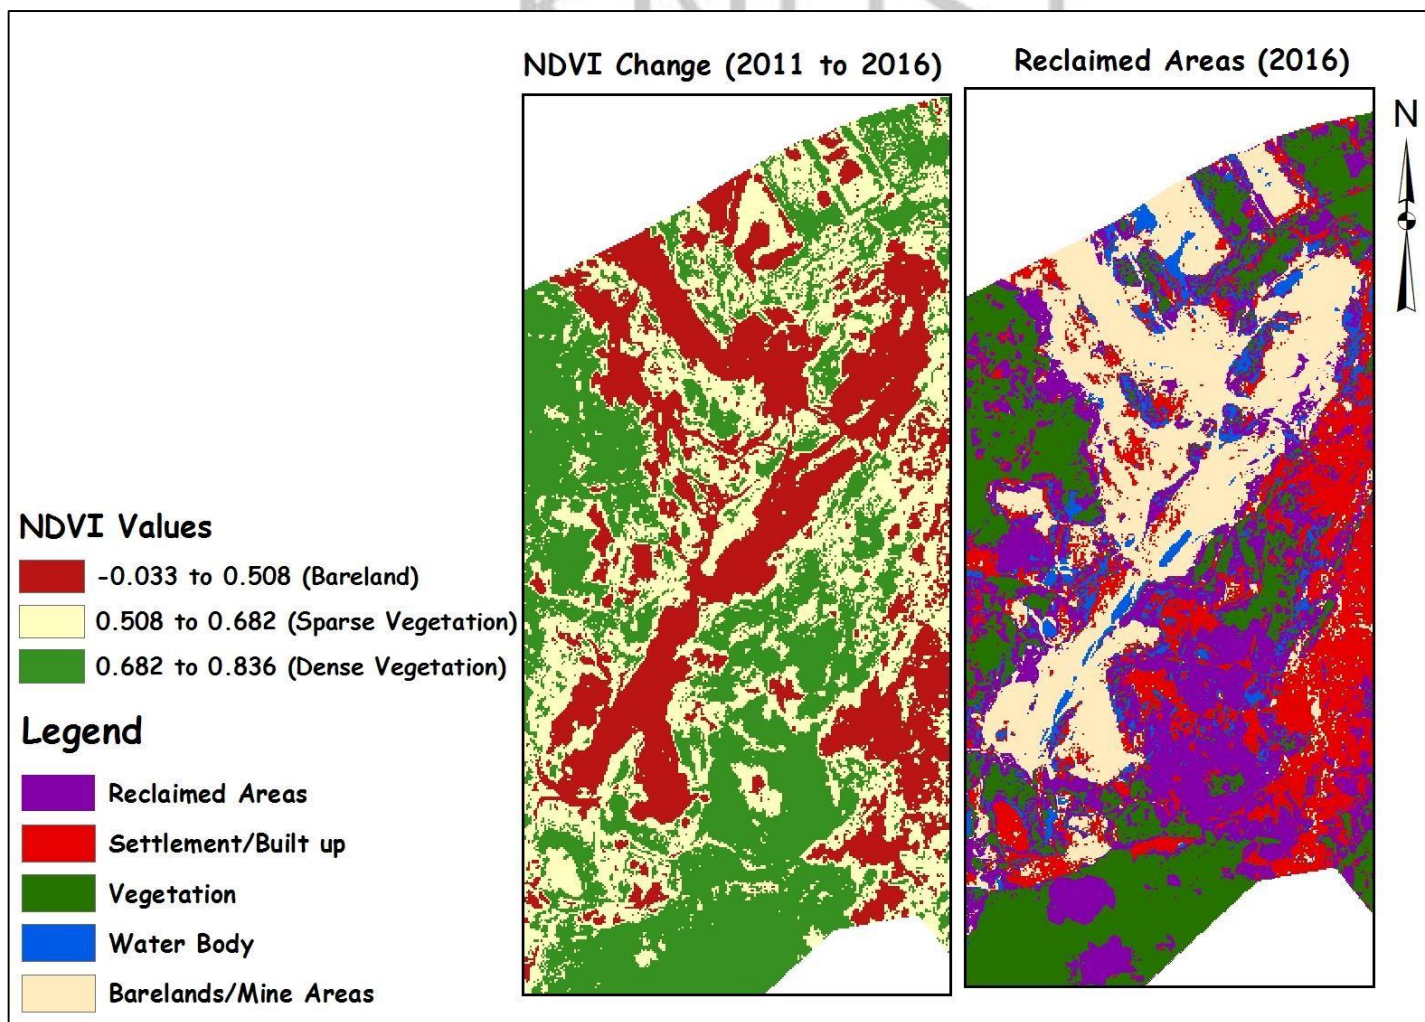 NDVI Change (2011 to 2016)
Reclaimed Areas (2016)
N
NDVI Values
-0.033 to 0.508 (Bareland)
0.508 to 0.682 (Sparse Vegetation)
0.682 to 0.836 (Dense Vegetation)
Legend
Reclaimed Areas
Settlement/Built up
Vegetation
Water Body
Barelands/Mine Areas